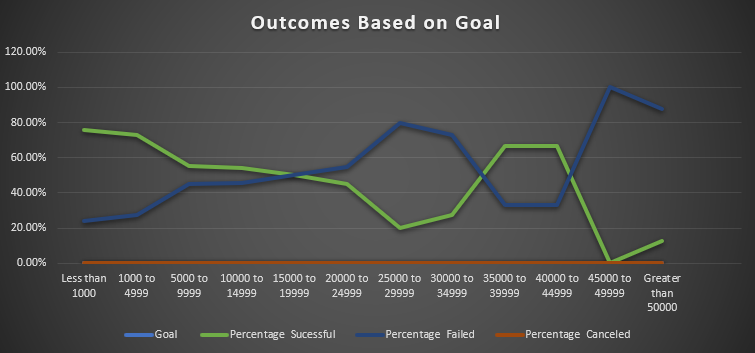 Outcomes Based on Goal
120.00%
100.00%
80.00%
60.00%
40.00%
20.00%
0.00%
Less than 1000 to 5000 to 10000 to 15000 to 20000 to 25000 to 30000 to 35000 to 40000 to 45000 to Greater
1000 4999 9999 14999 19999 24999 29999 34999 39999 44999 49999 than
50000
Goal Percentage Sucessful Percentage Failed Percentage Canceled